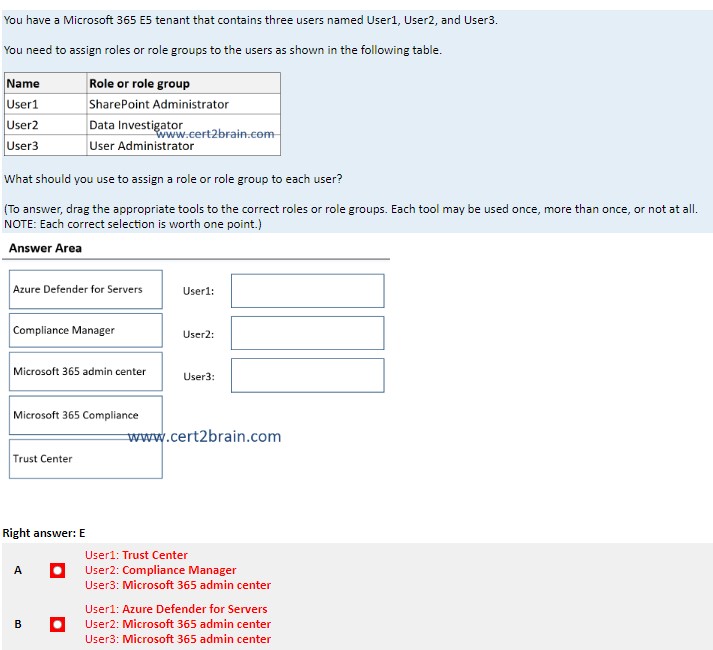 You have a Microsoft 365 E5 tenant that contains three users named User1, User2, and User3.
You need to assign roles or role groups to the users as shown in the following table.
Name Role or role group
User1 SharePoint Administrator
User2 Data Investigator
www.cert2brain.com
User3 User Administrator
What should you use to assign a role or role group to each user?
(To answer, drag the appropriate tools to the correct roles or role groups. Each tool may be used once, more than once, or not at all.
NOTE: Each correct selection is worth one point.)
Answer Area
Azure Defender for Servers User1:
Compliance Manager User2:
Microsoft 365 admin center User3:
Microsoft 365 Compliance
www.cert2brain.com
Trust Center
Right answer: E
User1: Trust Center
A User2: Compliance Manager
User3: Microsoft 365 admin center
User1: Azure Defender for Servers
B User2: Microsoft 365 admin center
User3: Microsoft 365 admin center